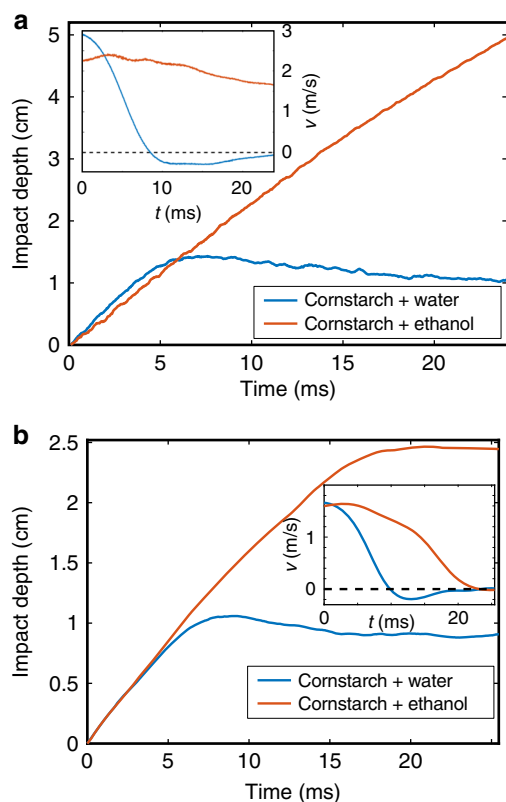 a
5
4
3
2
1
0
Impact depth (cm)
3
2
1
0
v (m/s)
0
10
20
t (ms)
Cornstarch + water
Cornstarch + ethanol
0
5
10
15
20
Time (ms)
b
2.5
2
1.5
1
0.5
0
Impact depth (cm)
1
0
v (m/s)
0
20
t (ms)
Cornstarch + water
Cornstarch + ethanol
0
5
10
15
20
Time (ms)